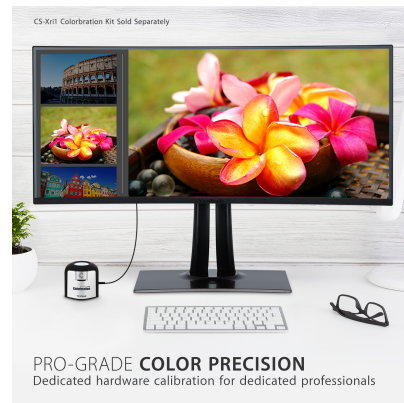 CS-Xri1 Colorbration Kit Sold Separately
PRO-GRADE COLOR PRECISION
Dedicated hardware calibration for dedicated professionals